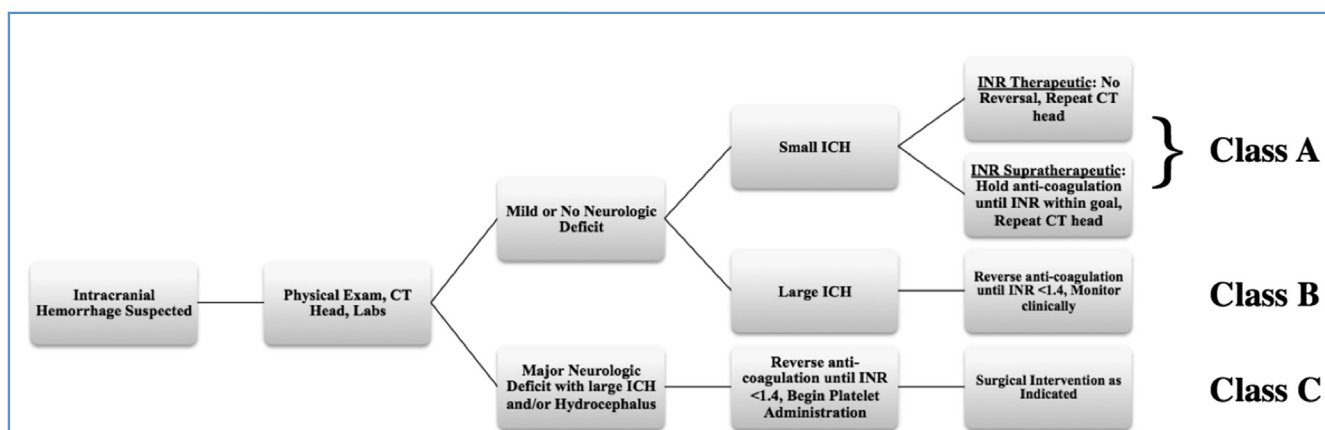 Intracranial
Hemorrhage Suspected
Physical Exam, CT
Head, Labs
Mild or No Neurologic
Deficit
Small ICH
INR Therapeutic: No
Reversal, Repeat CT
head
INR Supratherapeutic:
Hold anti-coagulation
until INR within goal,
Repeat CT head
Class A
Large ICH
Reverse anti-coagulation
until INR <1.4, Monitor
clinically
Class B
Major Neurologic
Deficit with large ICH
and/or Hydrocephalus
Reverse anti-
coagulation until INR
<1.4, Begin Platelet
Administration
Surgical Intervention as
Indicated
Class C